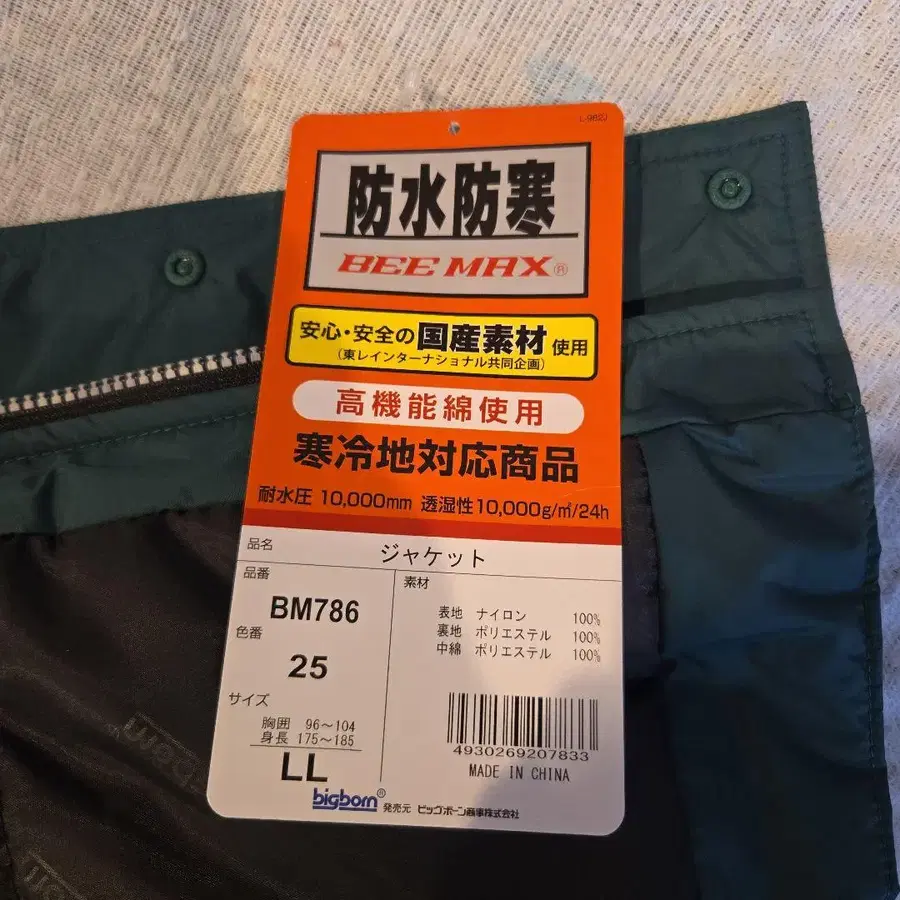 L-982J
防水防寒
BEE MAX®
安心・安全の国産素材使用
(東レインターナショナル共同企画)
高機能綿使用
寒冷地対応商品
耐水圧 10,000mm 透湿性10,000g/㎡/24h
品名 ジャケット
品番
BM786
色番
25
サイズ
胸囲 96～104
身長 175～185
LL
素材
表地 ナイロン 100%
裏地 ポリエステル 100%
中綿 ポリエステル 100%
4930269207833
MADE IN CHINA
bigborn® 発売元 ビッグボーン商事株式会社